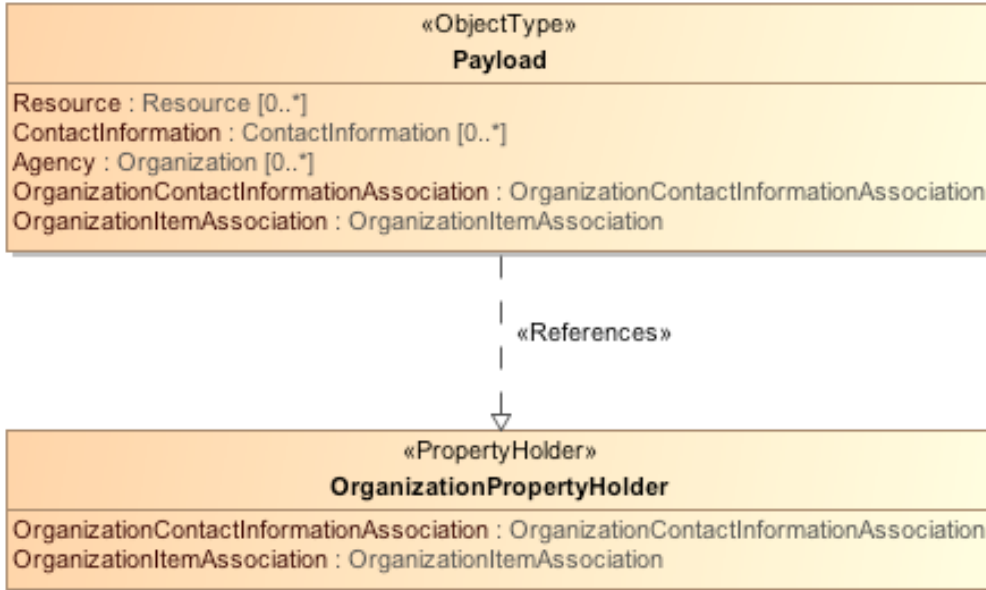 «ObjectType»
Payload
Resource : Resource [0..*]
ContactInformation : ContactInformation [0..*]
Agency : Organization [0..*]
OrganizationContactInformationAssociation : OrganizationContactInformationAssociation
OrganizationItemAssociation : OrganizationItemAssociation
«References»
«PropertyHolder»
OrganizationPropertyHolder
OrganizationContactInformationAssociation : OrganizationContactInformationAssociation
OrganizationItemAssociation : OrganizationItemAssociation